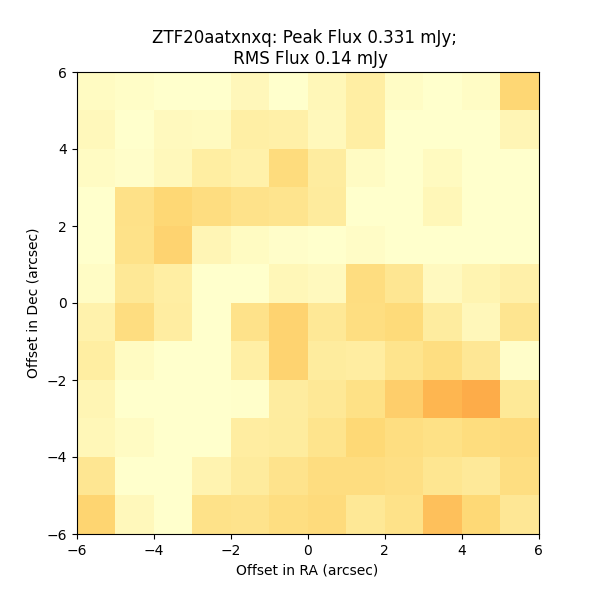 ZTF20aatxnxq: Peak Flux 0.331 mJy;
RMS Flux 0.14 mJy
6
4
2
0
−2
−4
−6
Offset in Dec (arcsec)
−6 −4 −2 0 2 4 6
Offset in RA (arcsec)